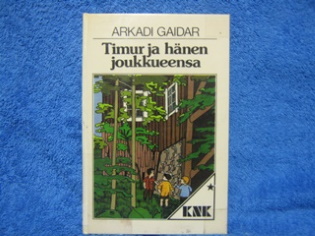 ARKADI GAIDAR
Timur ja hänen
joukkueensa
KNK